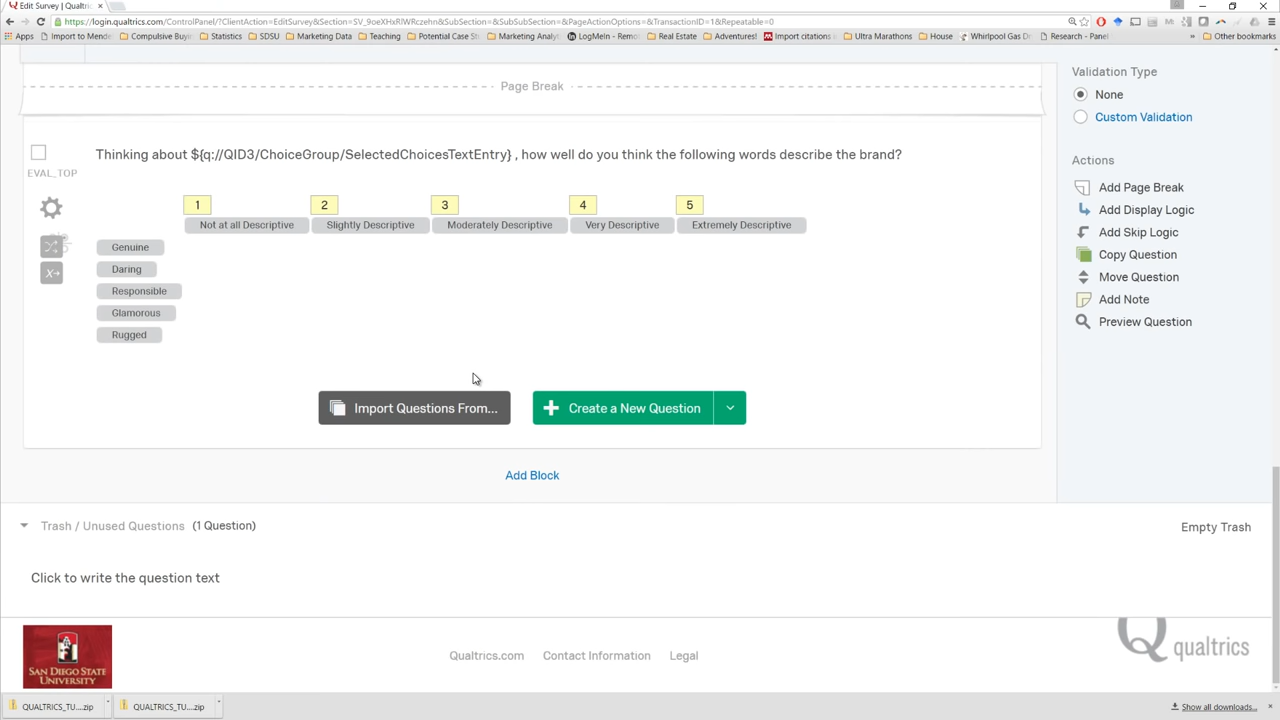 Edit Survey | Qualtri
https://login.qualtrics.com/ControlPanel/?ClientAction=EditSurvey&Section=SV_9oeXHxRlWRczehn&SubSection=&SubSubSection=&PageActionOptions=&TransactionID=1&Repeatable=0
Apps Import to Mende Compulsive Buyin Statistics SDSU Marketing Data Teaching Potential Case St Marketing Analy LogMeIn - Remo Real Estate Adventures! Import citations Ultra Marathons House Whirlpool Gas D Research - Panel » Other bookmarks
Page Break
Validation Type
None
Custom Validation
Thinking about ${q://QID3/ChoiceGroup/SelectedChoicesTextEntry} , how well do you think the following words describe the brand?
EVAL_TOP
1 2 3 4 5
Not at all Descriptive Slightly Descriptive Moderately Descriptive Very Descriptive Extremely Descriptive
Genuine
Daring
Responsible
Glamorous
Rugged
Actions
Add Page Break
Add Display Logic
Add Skip Logic
Copy Question
Move Question
Add Note
Preview Question
Import Questions From... + Create a New Question
Add Block
Trash / Unused Questions (1 Question) Empty Trash
Click to write the question text
SAN DIEGO STATE
UNIVERSITY
Qualtrics.com Contact Information Legal
qualtrics
QUALTRICS_TU....zip QUALTRICS_TU....zip Show all downloads...